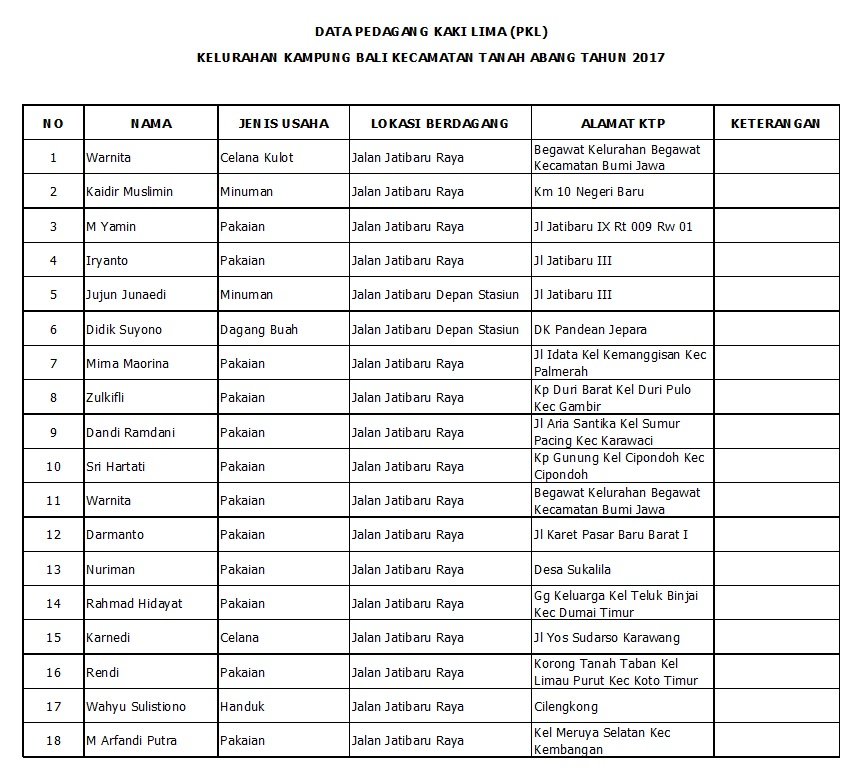 DATA PEDAGANG KAKI LIMA (PKL)
KELURAHAN KAMPUNG BALI KECAMATAN TANAH ABANG TAHUN 2017
NO NAMA JENIS USAHA LOKASI BERDAGANG ALAMAT KTP KETERANGAN
1 Warnita Celana Kulot Jalan Jatibaru Raya Begawat Kelurahan Begawat
Kecamatan Bumi Jawa
2 Kaidir Muslimin Minuman Jalan Jatibaru Raya Km 10 Negeri Baru
3 M Yamin Pakaian Jalan Jatibaru Raya Jl Jatibaru IX Rt 009 Rw 01
4 Iryanto Pakaian Jalan Jatibaru Raya Jl Jatibaru III
5 Jujun Junaedi Minuman Jalan Jatibaru Depan Stasiun Jl Jatibaru III
6 Didik Suyono Dagang Buah Jalan Jatibaru Depan Stasiun DK Pandean Jepara
7 Mima Maorina Pakaian Jalan Jatibaru Raya Jl Idata Kel Kemanggisan Kec
Palmerah
8 Zulkifli Pakaian Jalan Jatibaru Raya Kp Duri Barat Kel Duri Pulo
Kec Gambir
9 Dandi Ramdani Pakaian Jalan Jatibaru Raya Jl Aria Santika Kel Sumur
Pacing Kec Karawaci
10 Sri Hartati Pakaian Jalan Jatibaru Raya Kp Gunung Kel Cipondoh Kec
Cipondoh
11 Warnita Pakaian Jalan Jatibaru Raya Begawat Kelurahan Begawat
Kecamatan Bumi Jawa
12 Darmanto Pakaian Jalan Jatibaru Raya Jl Karet Pasar Baru Barat I
13 Nuriman Pakaian Jalan Jatibaru Raya Desa Sukalila
14 Rahmad Hidayat Pakaian Jalan Jatibaru Raya Gg Keluarga Kel Teluk Binjai
Kec Dumai Timur
15 Karnedi Celana Jalan Jatibaru Raya Jl Yos Sudarso Karawang
16 Rendi Pakaian Jalan Jatibaru Raya Korong Tanah Taban Kel
Limau Purut Kec Koto Timur
17 Wahyu Sulistiono Handuk Jalan Jatibaru Raya Cilengkong
18 M Arfandi Putra Pakaian Jalan Jatibaru Raya Kel Meruya Selatan Kec
Kembangan